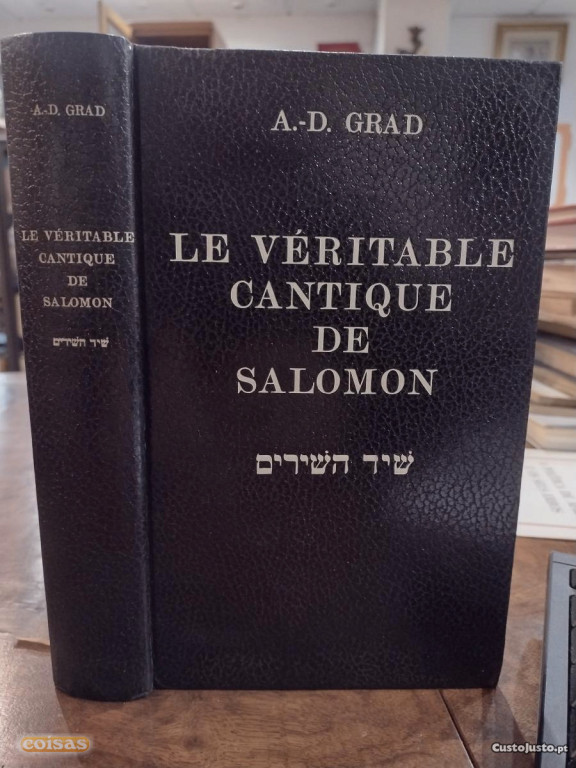 A.-D. GRAD
LE VÉRITABLE
CANTIQUE
DE
SALOMON
שיר השירים
A.-D. GRAD
LE VÉRITABLE
CANTIQUE
DE
SALOMON
שיר השירים
coisas
CustoJusto.pt